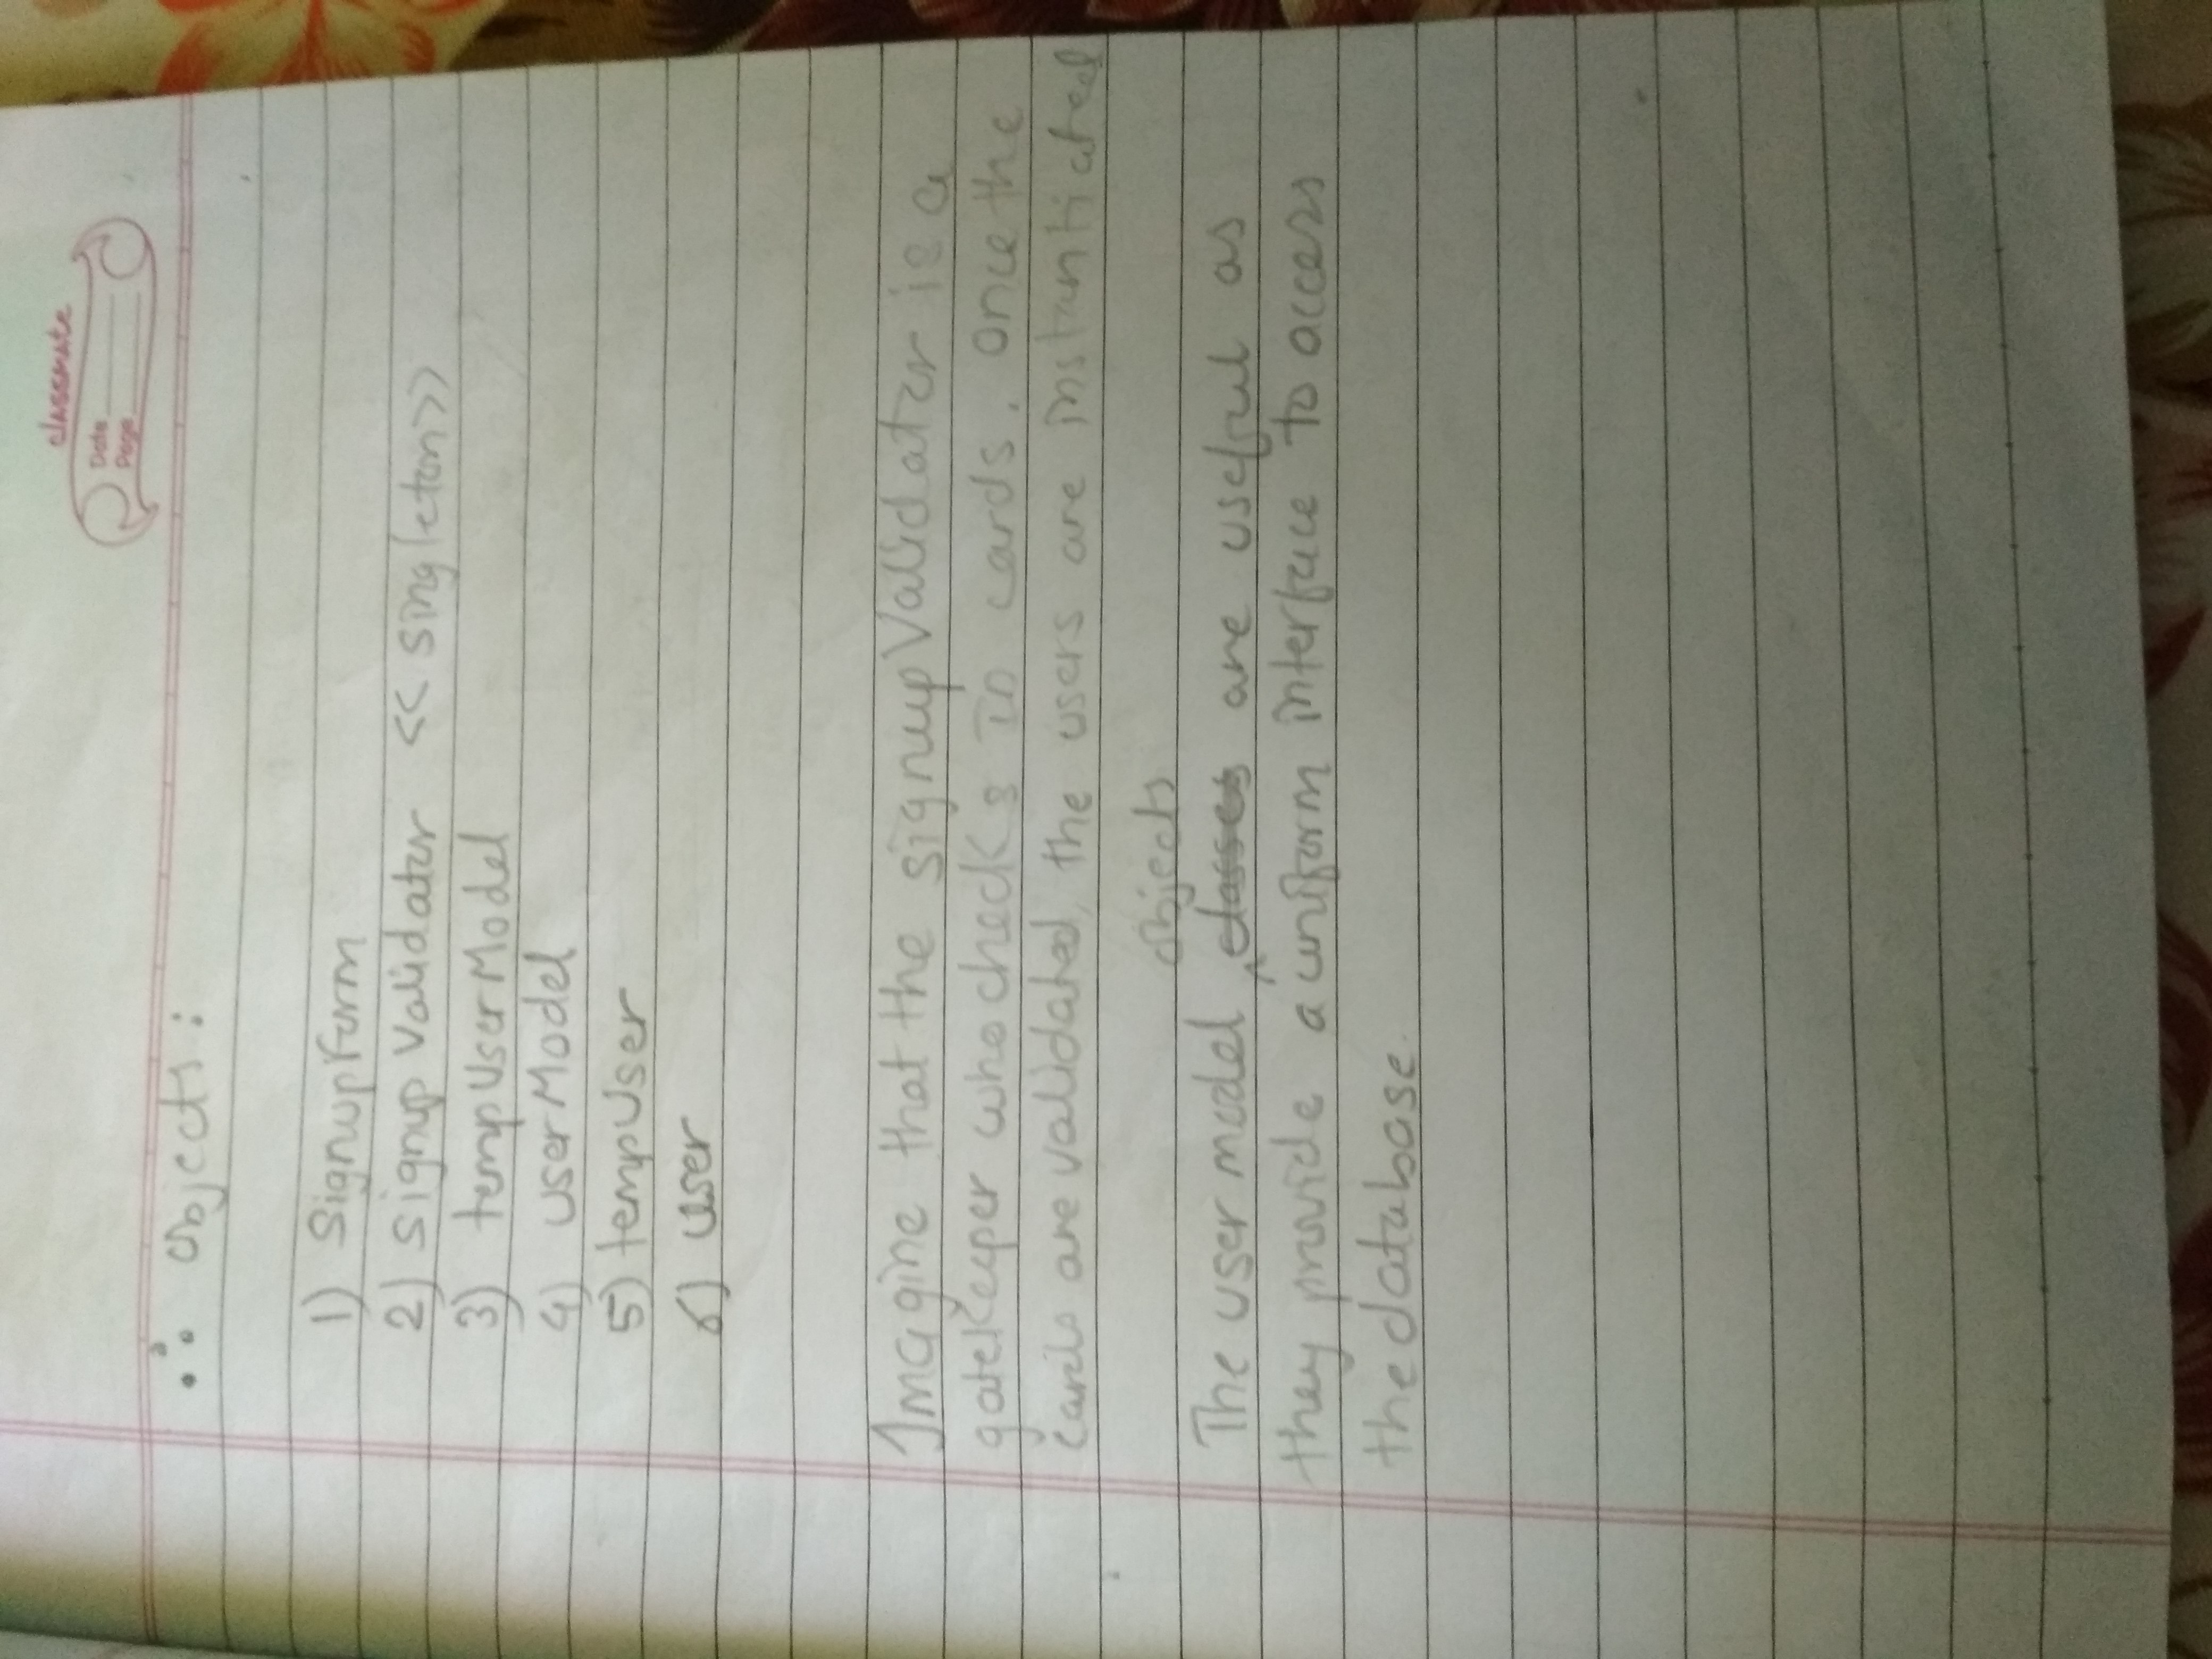 classmate
Date
Page
∴ objects:
1) SignupForm
2) signupValidator <<singleton>>
3) tempUserModel
4) userModel
5) tempUser
6) user
Imagine that the signupValidator is a
gatekeeper who checks ID cards. once the
cards are validated, the users are instantiated
objects
The user model ^ classes are useful as
they provide a uniform interface to access
the database.